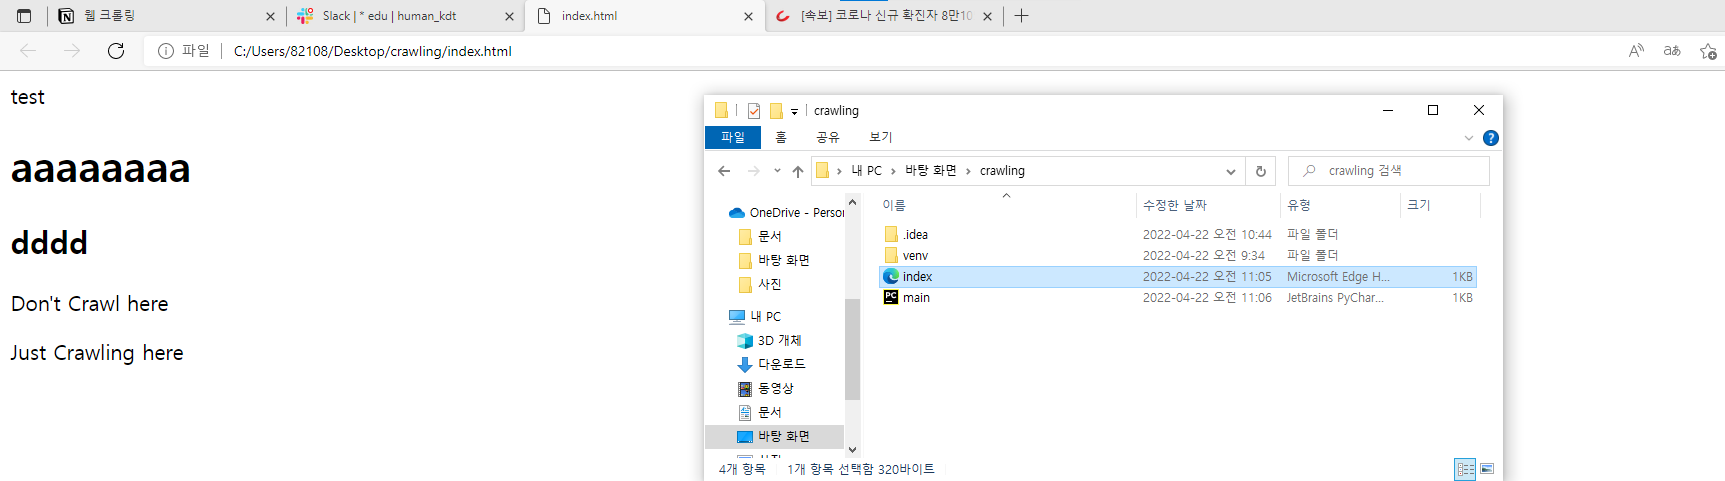 웹 크롤링
Slack | * edu | human_kdt
index.html
[속보] 코로나 신규 확진자 8만10
파일
C:/Users/82108/Desktop/crawling/index.html
test
aaaaaaaa
dddd
Don't Crawl here
Just Crawling here
crawling
파일 홈 공유 보기
내 PC 바탕 화면 crawling
crawling 검색
OneDrive - Person
문서
바탕 화면
사진
내 PC
3D 개체
다운로드
동영상
문서
바탕 화면
이름 수정한 날짜 유형 크기
.idea 2022-04-22 오전 10:44 파일 폴더
venv 2022-04-22 오전 9:34 파일 폴더
index 2022-04-22 오전 11:05 Microsoft Edge H... 1KB
main 2022-04-22 오전 11:06 JetBrains PyChar... 1KB
4개 항목 1개 항목 선택함 320바이트